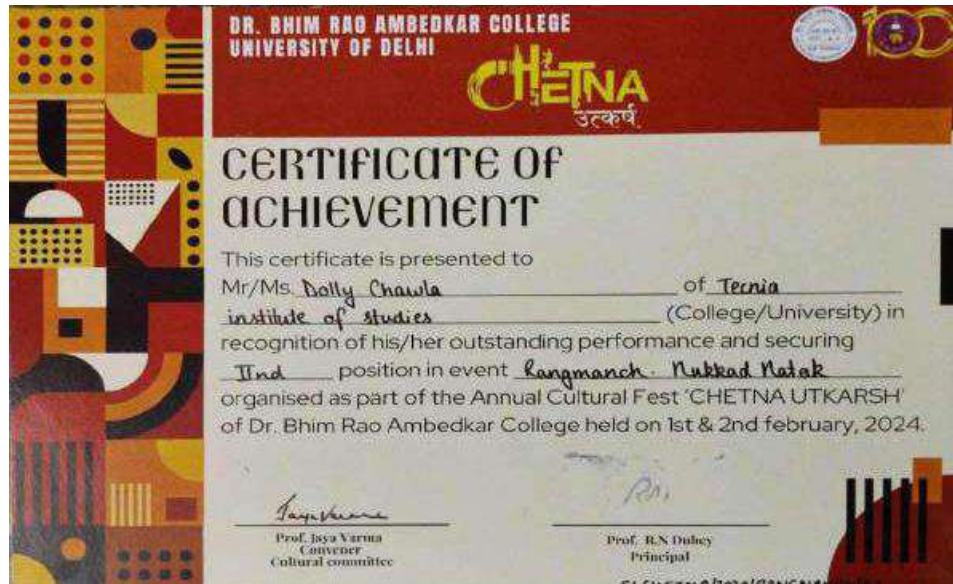 DR. BHIM RAO AMBEDKAR COLLEGE
UNIVERSITY OF DELHI
CHETNA
उत्कर्ष
100
CERTIFICATE OF
ACHIEVEMENT
This certificate is presented to
Mr/Ms. Dolly Chawla of Tecnia
institute of studies (College/University) in
recognition of his/her outstanding performance and securing
IInd position in event Rangmanch. Nukkad Natak
organised as part of the Annual Cultural Fest 'CHETNA UTKARSH'
of Dr. Bhim Rao Ambedkar College held on 1st & 2nd february, 2024.
Jaya Varma
Prof. Jaya Varma
Convener
Cultural committee
Prof. R.N Dubey
Principal